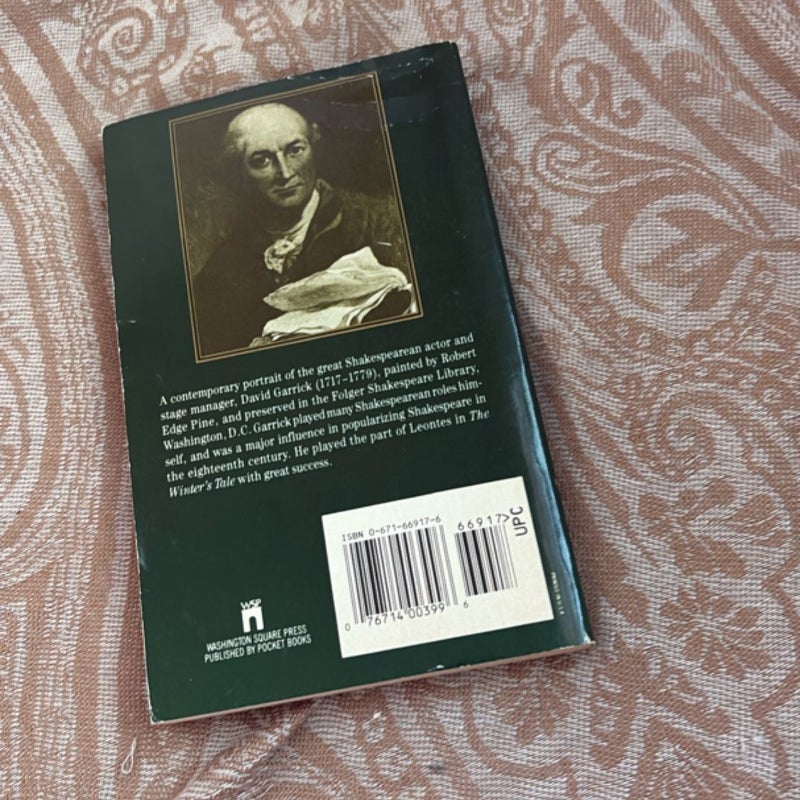 A contemporary portrait of the great Shakespearean actor and
stage manager, David Garrick (1717–1779), painted by Robert
Edge Pine, and preserved in the Folger Shakespeare Library,
Washington, D.C. Garrick played many Shakespearean roles him-
self, and was a major influence in popularizing Shakespeare in
the eighteenth century. He played the part of Leontes in The
Winter's Tale with great success.
ISBN 0-671-66917-6
66917>
UPC
0 76714 00399 6
WSP
WASHINGTON SQUARE PRESS
PUBLISHED BY POCKET BOOKS